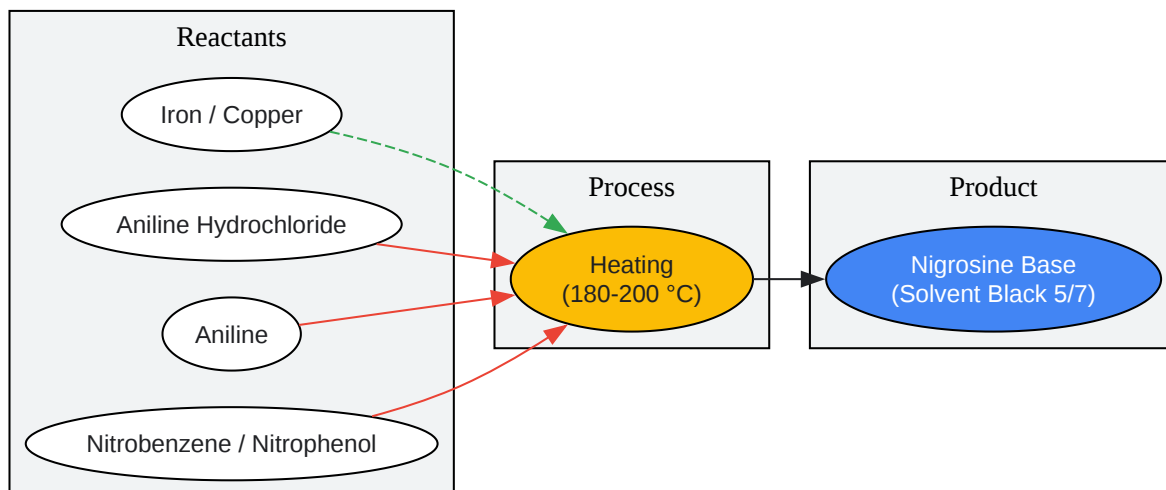 Reactants
Iron / Copper
Aniline Hydrochloride
Aniline
Nitrobenzene / Nitrophenol
Process
Heating
(180-200 °C)
Product
Nigrosine Base
(Solvent Black 5/7)